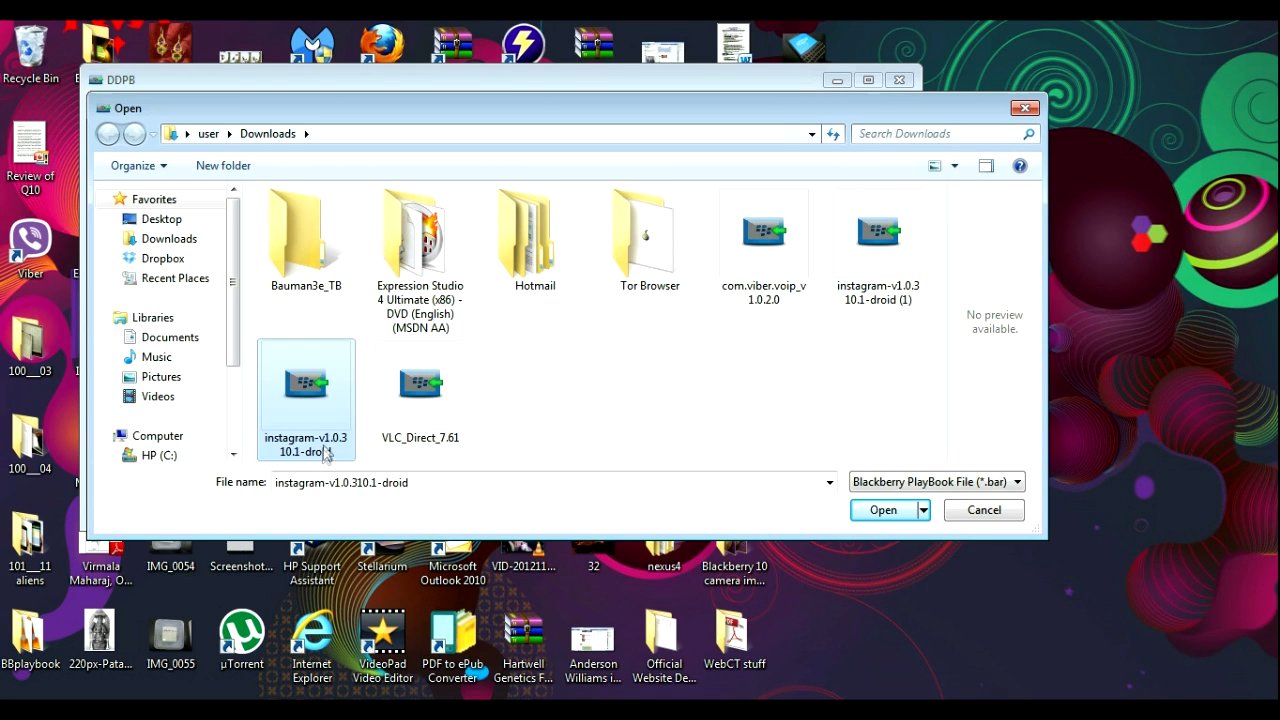 DDPB
Open
user
Downloads
Search Downloads
Organize
New folder
Favorites
Desktop
Downloads
Dropbox
Recent Places
Libraries
Documents
Music
Pictures
Videos
Computer
HP (C:)
Bauman3e_TB
Expression Studio
4 Ultimate (x86) -
DVD (English)
(MSDN AA)
Hotmail
Tor Browser
com.viber.voip_v
1.0.2.0
instagram-v1.0.3
10.1-droid (1)
No preview
available.
instagram-v1.0.3
VLC_Direct_7.61
File name:
instagram-v1.0.310.1-droid
Blackberry PlayBook File (*.bar)
Open
Cancel
Recycle Bin
Review of
Q10
Viber
100___03
100___04
101___11
aliens
Virmala
Maharaj, O...
IMG_0054
Screenshot...
HP Support
Assistant
Stellarium
Microsoft
Outlook 2010
VID-201211...
32
nexus4
Blackberry 10
camera im...
BBplaybook
220px-Pata...
IMG_0055
µTorrent
Internet
Explorer
VideoPad
Video Editor
PDF to ePub
Converter
Hartwell
Genetics F...
Anderson
Williams i...
Official
Website De...
WebCT stuff